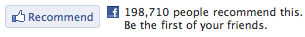 Recommend
198,710 people recommend this.
Be the first of your friends.